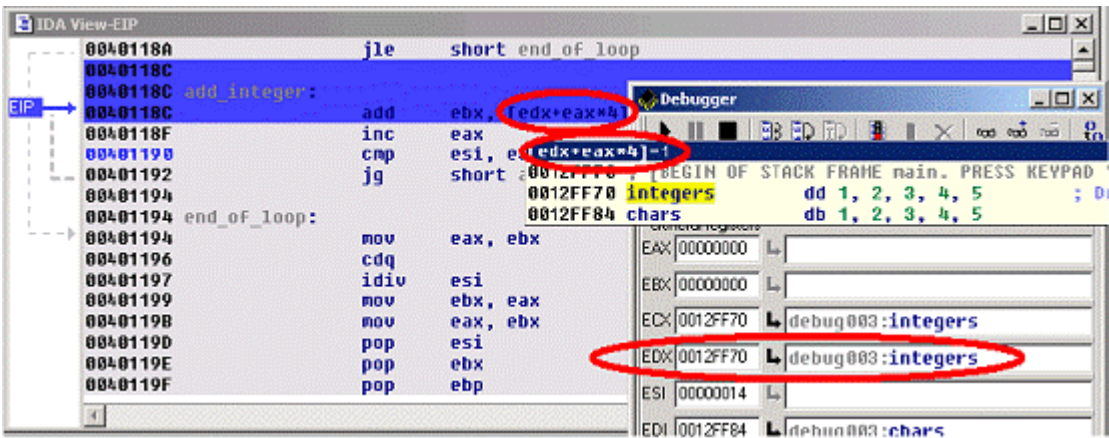 IDA View-EIP
0040118A jle short end_of_loop
0040118C
0040118C add_integer:
EIP 0040118C add ebx, [edx+eax*4]
0040118F inc eax
00401190 cmp esi, e
00401192 jg short a
00401194
00401194 end_of_loop:
00401194 mov eax, ebx
00401196 cdq
00401197 idiv esi
00401199 mov ebx, eax
0040119B mov eax, ebx
0040119D pop esi
0040119E pop ebx
0040119F pop ebp
Debugger
[edx+eax*4]=1
0012FF70 ; [BEGIN OF STACK FRAME main. PRESS KEYPAD
0012FF70 integers dd 1, 2, 3, 4, 5 ; D
0012FF84 chars db 1, 2, 3, 4, 5
General registers
EAX 00000000
EBX 00000000
ECX 0012FF70 debug003:integers
EDX 0012FF70 debug003:integers
ESI 00000014
EDI 0012FF84 debug003:chars